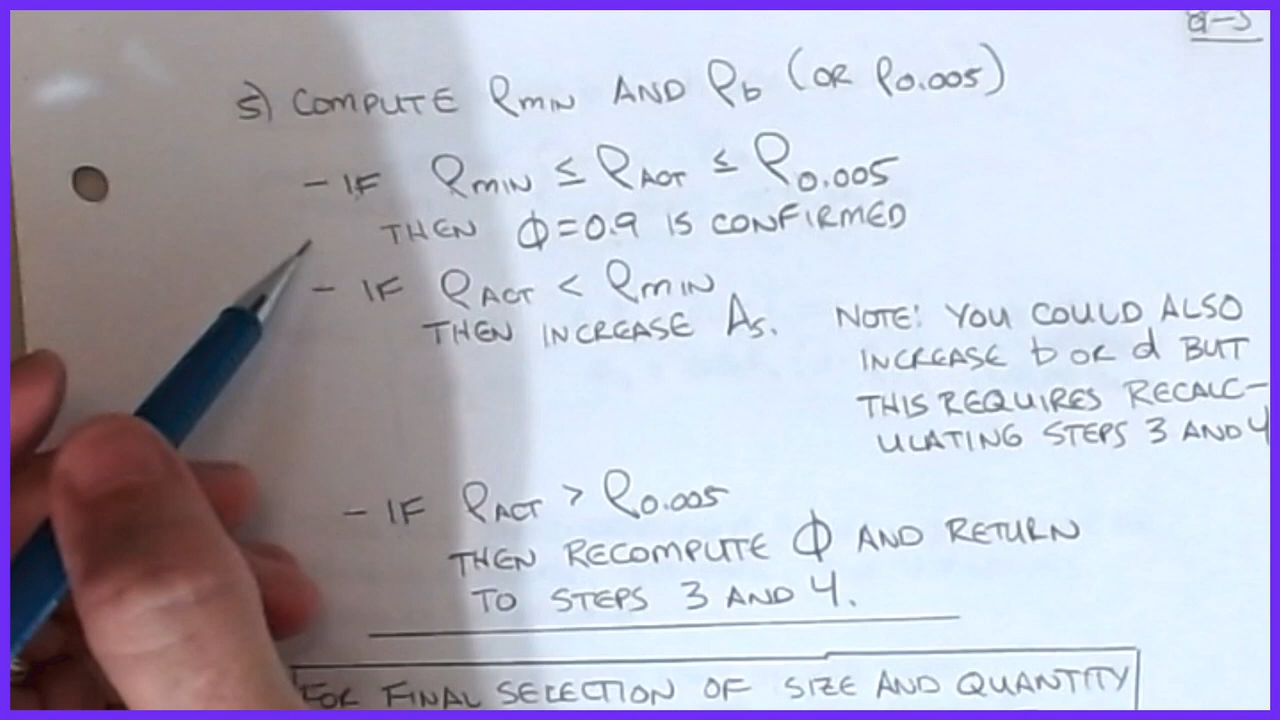 5) COMPUTE ρMIN AND ρb (OR ρ0.005)
- IF ρMIN ≤ ρACT ≤ ρ0.005
THEN ϕ=0.9 IS CONFIRMED
- IF ρACT < ρMIN
THEN INCREASE As.
NOTE: YOU COULD ALSO
INCREASE b OR d BUT
THIS REQUIRES RECALC-
ULATING STEPS 3 AND 4
- IF ρACT > ρ0.005
THEN RECOMPUTE ϕ AND RETURN
TO STEPS 3 AND 4.
FOR FINAL SELECTION OF SIZE AND QUANTITY